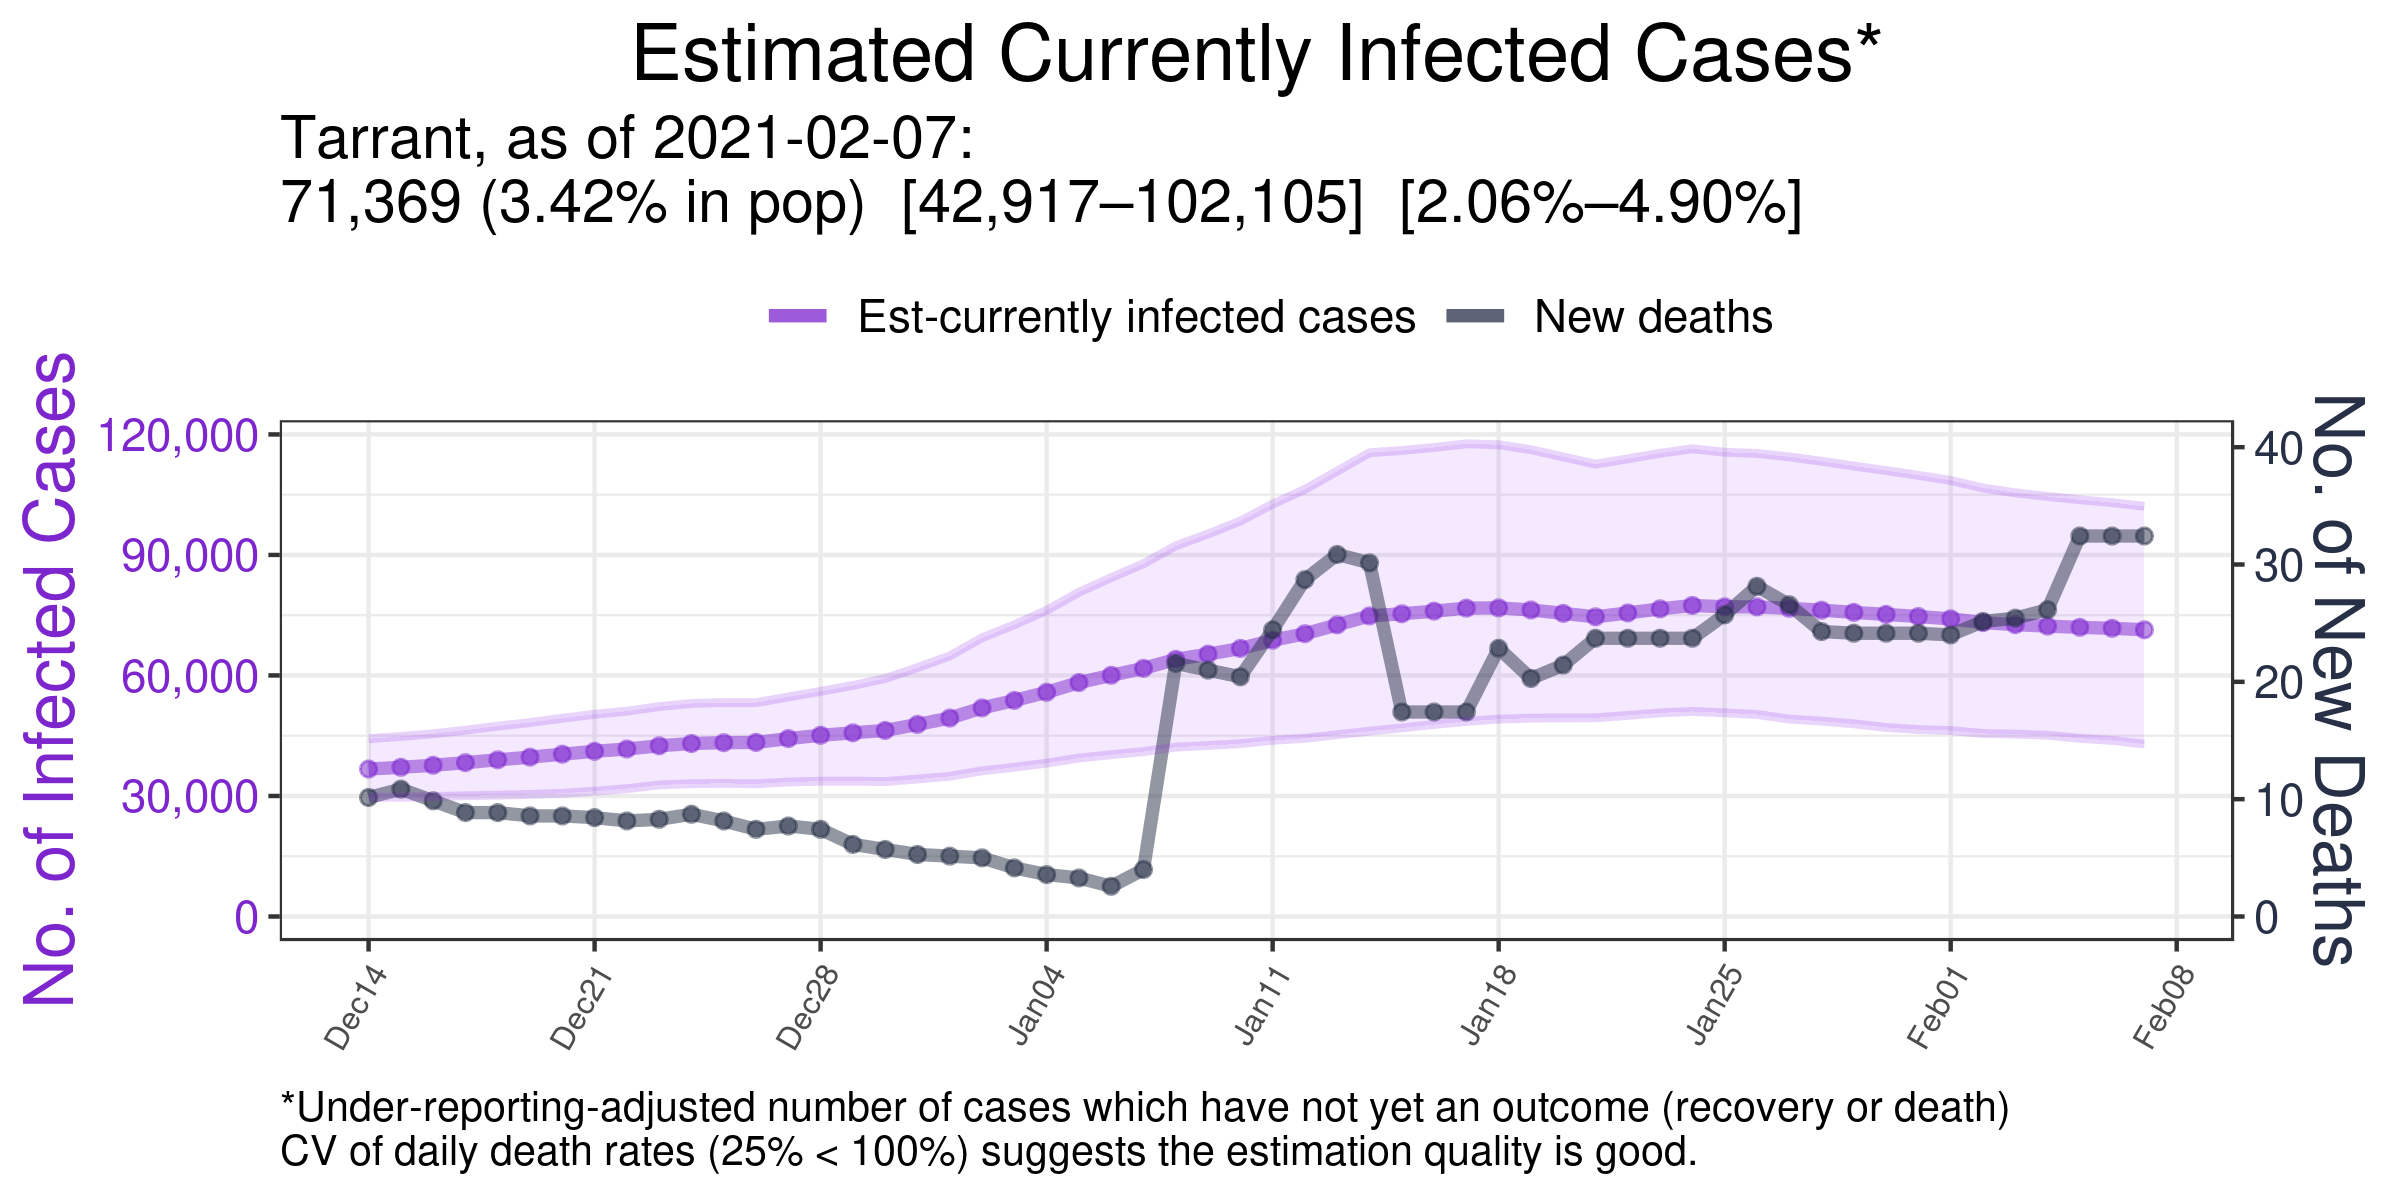 Estimated Currently Infected Cases*
Tarrant, as of 2021-02-07:
71,369 (3.42% in pop)  [42,917–102,105]  [2.06%–4.90%]
Est-currently infected cases
New deaths
No. of Infected Cases
120,000
90,000
60,000
30,000
0
No. of New Deaths
40
30
20
10
0
Dec14
Dec21
Dec28
Jan04
Jan11
Jan18
Jan25
Feb01
Feb08
*Under-reporting-adjusted number of cases which have not yet an outcome (recovery or death)
CV of daily death rates (25% < 100%) suggests the estimation quality is good.